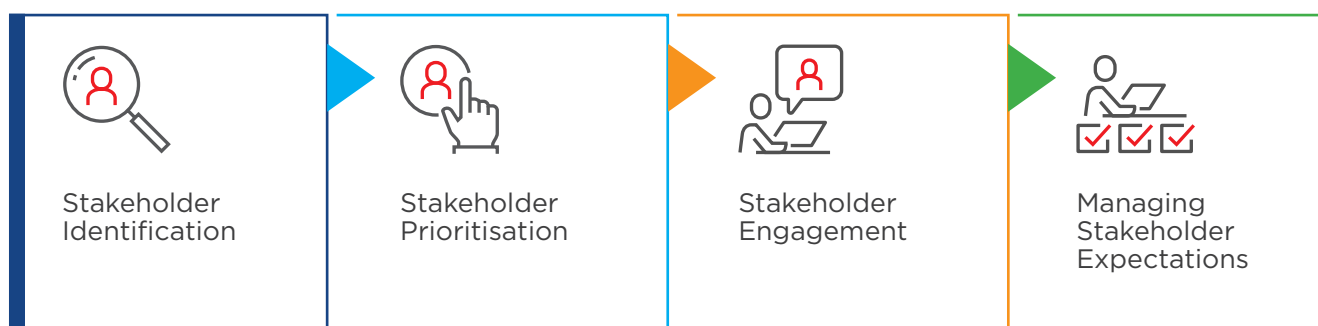 Stakeholder
Identification
Stakeholder
Prioritisation
Stakeholder
Engagement
Managing
Stakeholder
Expectations